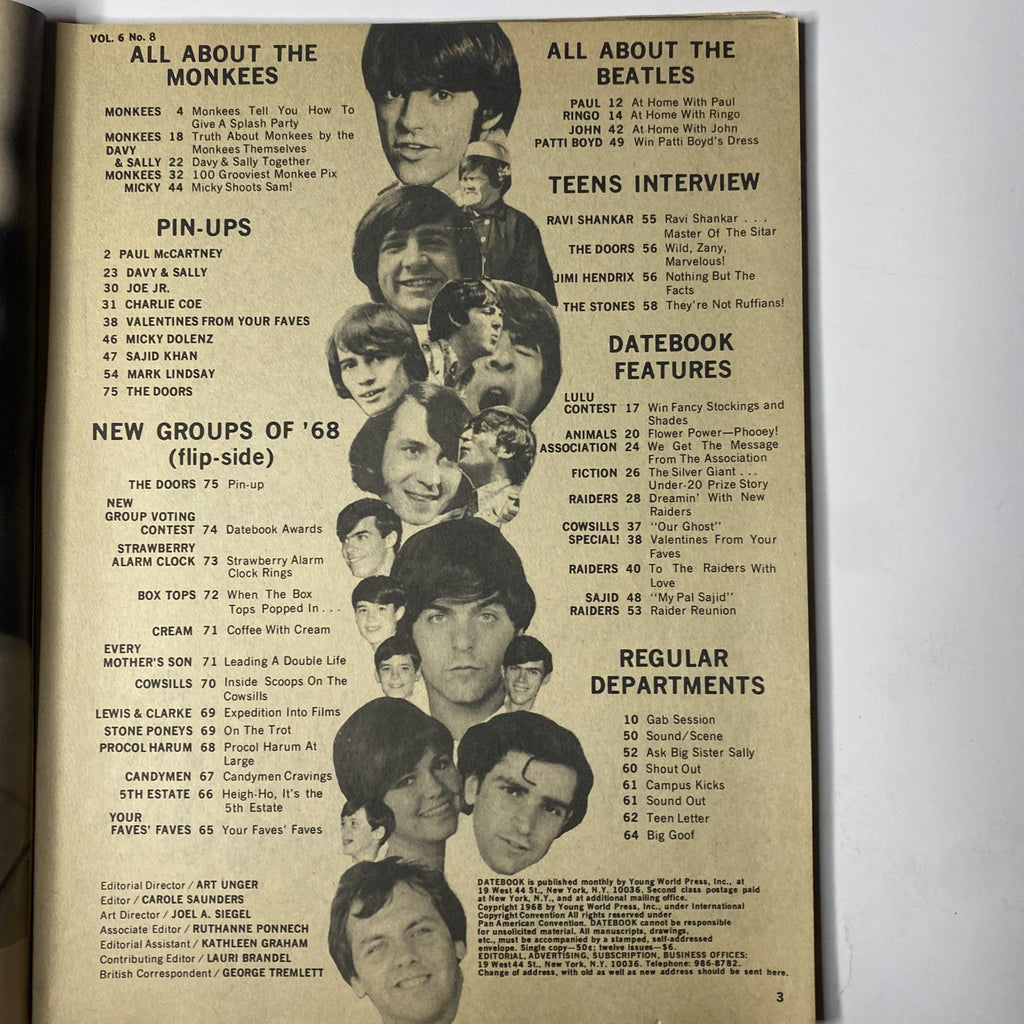 VOL. 6 No. 8
ALL ABOUT THE
MONKEES
MONKEES 4 Monkees Tell You How To
Give A Splash Party
MONKEES 18 Truth About Monkees by the
DAVY Monkees Themselves
& SALLY 22 Davy & Sally Together
MONKEES 32 100 Grooviest Monkee Pix
MICKY 44 Micky Shoots Sam!
PIN-UPS
2 PAUL McCARTNEY
23 DAVY & SALLY
30 JOE JR.
31 CHARLIE COE
38 VALENTINES FROM YOUR FAVES
46 MICKY DOLENZ
47 SAJID KHAN
54 MARK LINDSAY
75 THE DOORS
NEW GROUPS OF '68
(flip-side)
THE DOORS 75 Pin-up
NEW
GROUP VOTING
CONTEST 74 Datebook Awards
STRAWBERRY
ALARM CLOCK 73 Strawberry Alarm
Clock Rings
BOX TOPS 72 When The Box
Tops Popped In . . .
CREAM 71 Coffee With Cream
EVERY
MOTHER'S SON 71 Leading A Double Life
COWSILLS 70 Inside Scoops On The
Cowsills
LEWIS & CLARKE 69 Expedition Into Films
STONE PONEYS 69 On The Trot
PROCOL HARUM 68 Procol Harum At
Large
CANDYMEN 67 Candymen Cravings
5TH ESTATE 66 Heigh-Ho, It's the
5th Estate
YOUR
FAVES' FAVES 65 Your Faves' Faves
Editorial Director / ART UNGER
Editor / CAROLE SAUNDERS
Art Director / JOEL A. SIEGEL
Associate Editor / RUTHANNE PONNECH
Editorial Assistant / KATHLEEN GRAHAM
Contributing Editor / LAURI BRANDEL
British Correspondent / GEORGE TREMLETT
ALL ABOUT THE
BEATLES
PAUL 12 At Home With Paul
RINGO 14 At Home With Ringo
JOHN 42 At Home With John
PATTI BOYD 49 Win Patti Boyd's Dress
TEENS INTERVIEW
RAVI SHANKAR 55 Ravi Shankar . . .
Master Of The Sitar
THE DOORS 56 Wild, Zany,
Marvelous!
JIMI HENDRIX 56 Nothing But The
Facts
THE STONES 58 They're Not Ruffians!
DATEBOOK
FEATURES
LULU
CONTEST 17 Win Fancy Stockings and
Shades
ANIMALS 20 Flower Power—Phooey!
ASSOCIATION 24 We Get The Message
From The Association
FICTION 26 The Silver Giant . . .
Under-20 Prize Story
RAIDERS 28 Dreamin' With New
Raiders
COWSILLS 37 "Our Ghost"
SPECIAL! 38 Valentines From Your
Faves
RAIDERS 40 To The Raiders With
Love
SAJID 48 "My Pal Sajid"
RAIDERS 53 Raider Reunion
REGULAR
DEPARTMENTS
10 Gab Session
50 Sound/Scene
52 Ask Big Sister Sally
60 Shout Out
61 Campus Kicks
61 Sound Out
62 Teen Letter
64 Big Goof
DATEBOOK is published monthly by Young World Press, Inc., at
19 West 44 St., New York, N.Y. 10036. Second class postage paid
at New York, N.Y., and at additional mailing office.
Copyright 1968 by Young World Press, Inc., under International
Copyright Convention All rights reserved under
Pan American Convention. DATEBOOK cannot be responsible
for unsolicited material. All manuscripts, drawings,
etc., must be accompanied by a stamped, self-addressed
envelope. Single copy—50¢; twelve issues—$6.
EDITORIAL, ADVERTISING, SUBSCRIPTION, BUSINESS OFFICES:
19 West 44 St., New York, N.Y. 10036. Telephone: 986-8782.
Change of address, with old as well as new address should be sent here.
3